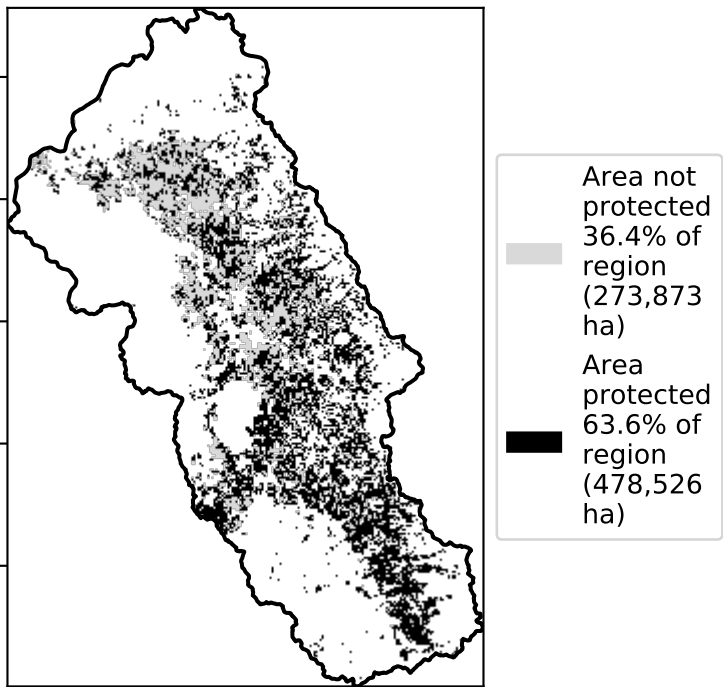 Area not
protected
36.4% of
region
(273,873
ha)
Area
protected
63.6% of
region
(478,526
ha)